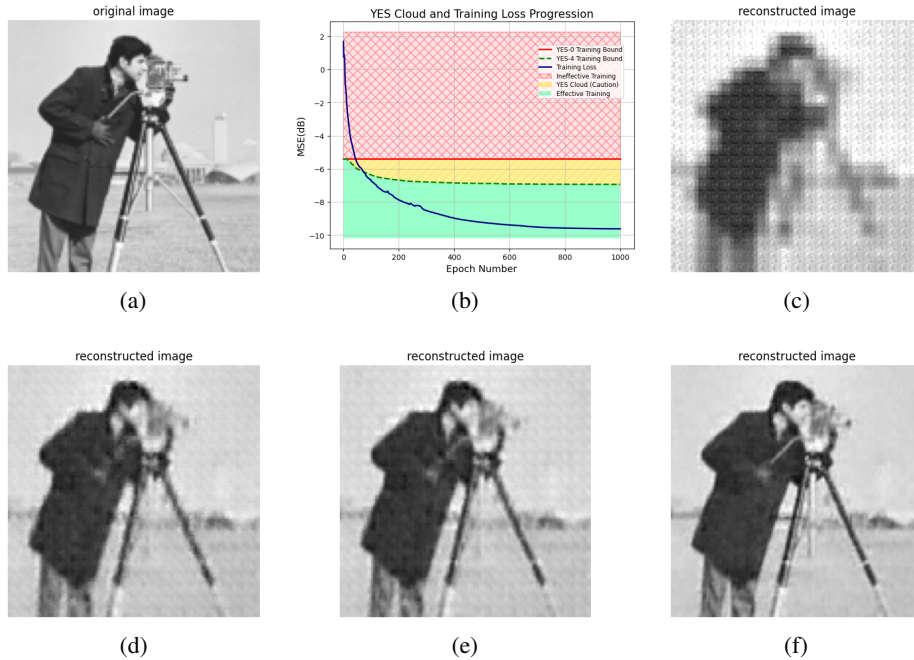 original image
YES Cloud and Training Loss Progression
reconstructed image
2
0
−2
−4
−6
−8
−10
MSE(dB)
YES-0 Training Bound
YES-4 Training Bound
Training Loss
Ineffective Training
YES Cloud (Caution)
Effective Training
0 200 400 600 800 1000
Epoch Number
(a) (b) (c)
reconstructed image reconstructed image reconstructed image
(d) (e) (f)